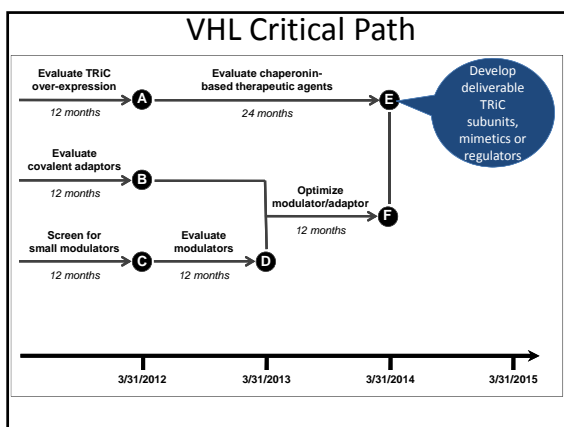 VHL Critical Path
Evaluate TRiC
over-expression
12 months
A
Evaluate chaperonin-
based therapeutic agents
24 months
E
Develop
deliverable
TRiC
subunits,
mimetics or
regulators
Evaluate
covalent adaptors
12 months
B
Optimize
modulator/adaptor
12 months
F
Screen for
small modulators
12 months
C
Evaluate
modulators
12 months
D
3/31/2012
3/31/2013
3/31/2014
3/31/2015